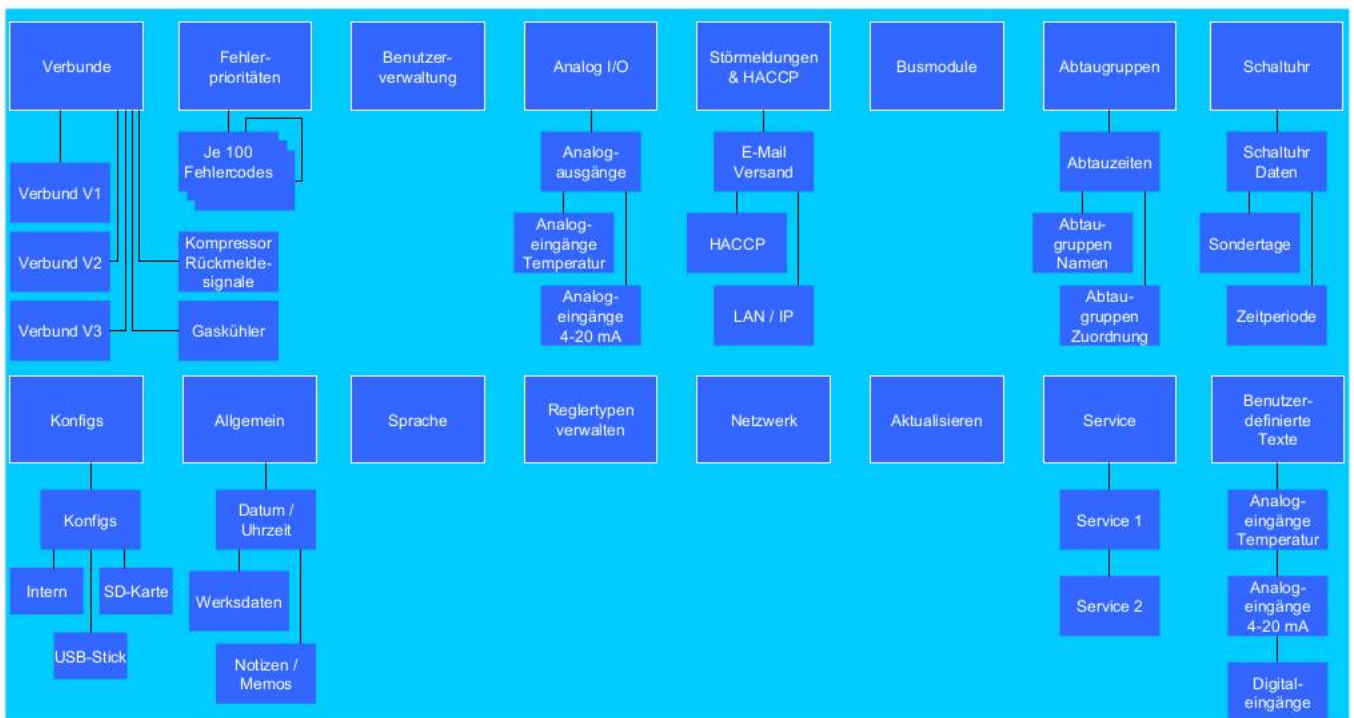 Verbunde
Fehler-
prioritäten
Benutzer-
verwaltung
Analog I/O
Störmeldungen
& HACCP
Busmodule
Abtaugruppen
Schaltuhr
Je 100
Fehlercodes
Analog-
ausgänge
E-Mail
Versand
Abtauzeiten
Schaltuhr
Daten
Verbund V1
Analog-
eingänge
Temperatur
HACCP
Abtau-
gruppen
Namen
Sondertage
Verbund V2
Kompressor
Rückmelde-
signale
Verbund V3
Gaskühler
Analog-
eingänge
4-20 mA
LAN / IP
Abtau-
gruppen
Zuordnung
Zeitperiode
Konfigs
Allgemein
Sprache
Reglertypen
verwalten
Netzwerk
Aktualisieren
Service
Benutzer-
definierte
Texte
Konfigs
Datum /
Uhrzeit
Service 1
Analog-
eingänge
Temperatur
Intern
SD-Karte
Werksdaten
Service 2
Analog-
eingänge
4-20 mA
USB-Stick
Notizen /
Memos
Digital-
eingänge